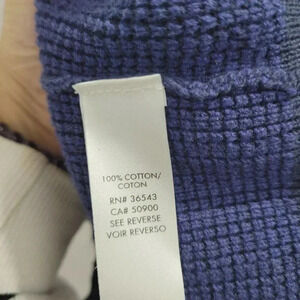 100% COTTON/
COTON
RN# 36543
CA# 50900
SEE REVERSE
VOIR REVERSO